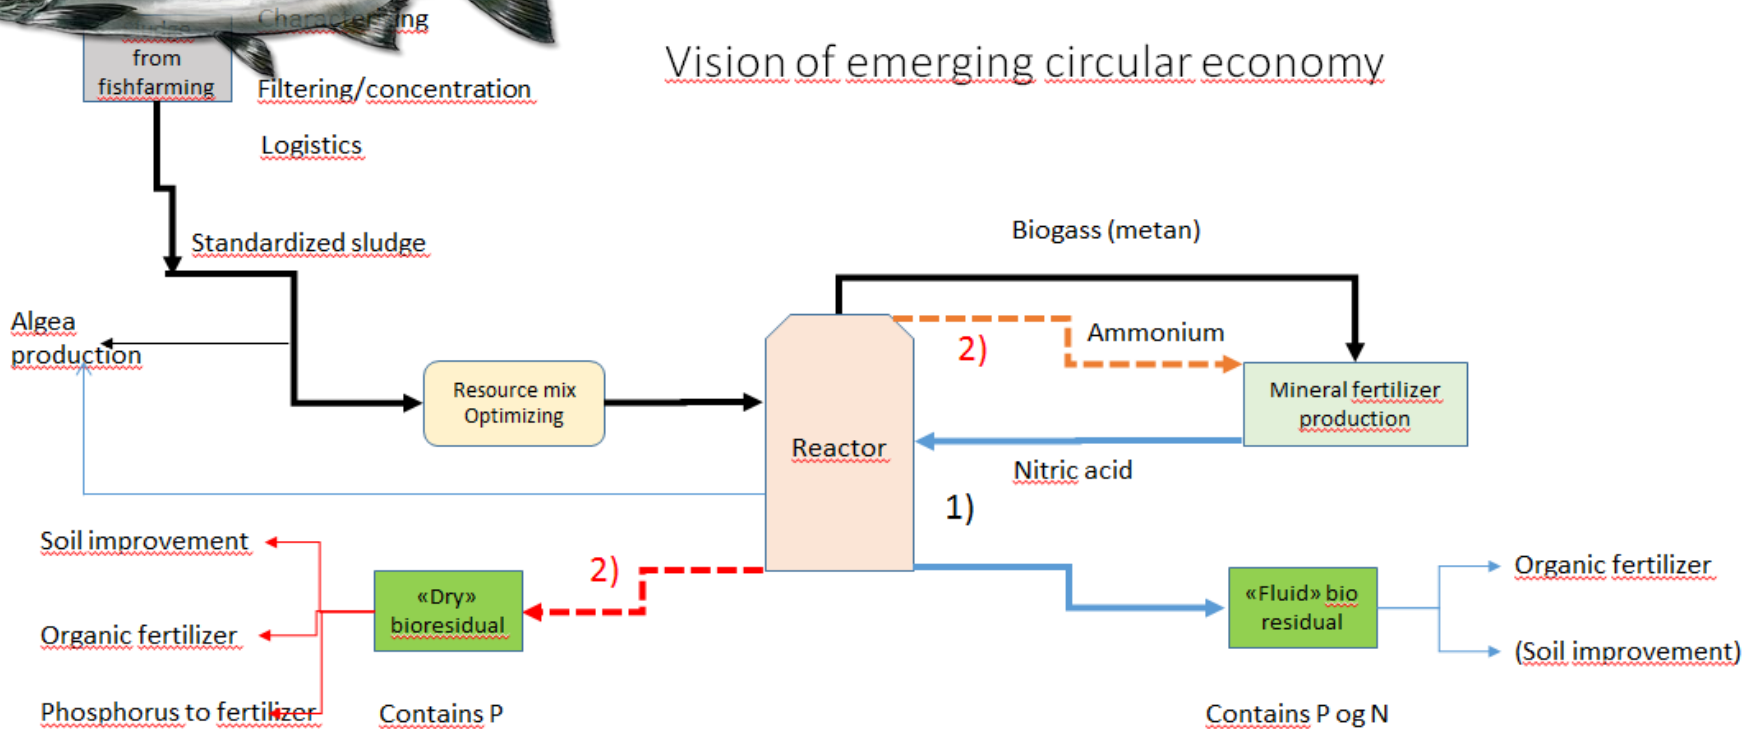 Vision of emerging circular economy
from
fishfarming
Filtering/concentration
Logistics
Standardized sludge
Biogass (metan)
Algea
production
2)
Ammonium
Resource mix
Optimizing
Mineral fertilizer
production
Reactor
Nitric acid
1)
Soil improvement
2)
«Dry»
bioresidual
«Fluid» bio
residual
Organic fertilizer
Organic fertilizer
(Soil improvement)
Phosphorus to fertilizer
Contains P
Contains P og N